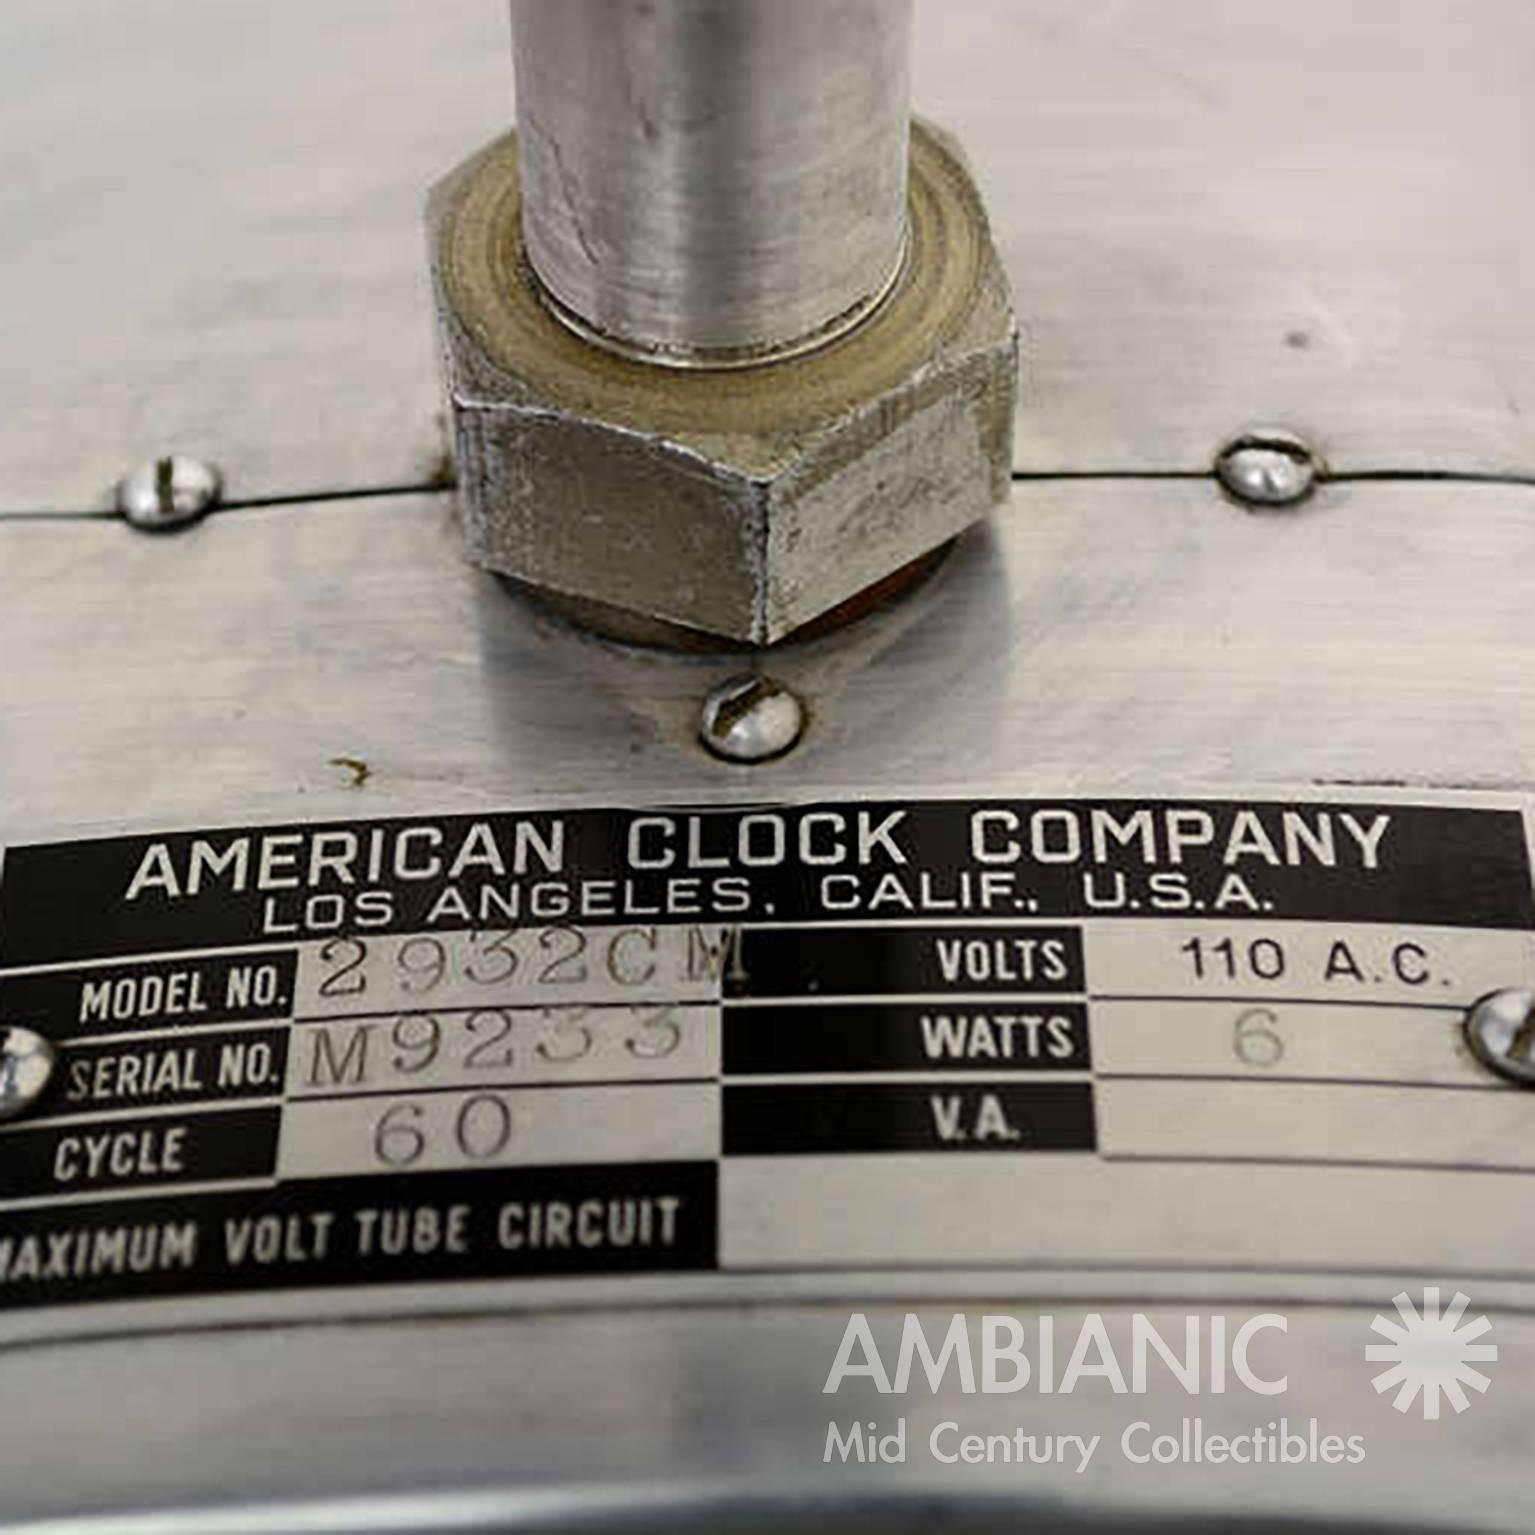 AMERICAN CLOCK COMPANY
LOS ANGELES, CALIF., U.S.A.
MODEL NO. 2932CM VOLTS 110 A.C.
SERIAL NO. M9233 WATTS 6
CYCLE 60 V.A.
MAXIMUM VOLT TUBE CIRCUIT
AMBIANIC
Mid Century Collectibles